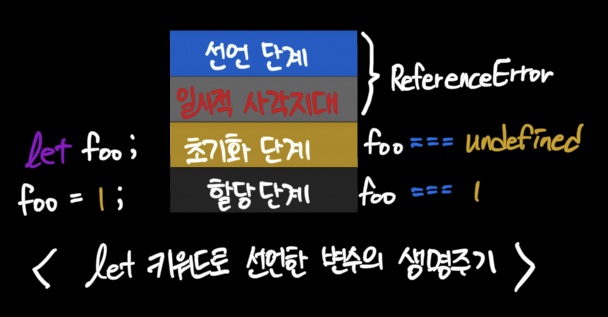 선언 단계
일시적 사각지대
ReferenceError
let foo;
초기화 단계
foo === undefined
foo = 1;
할당 단계
foo === 1
< let 키워드로 선언한 변수의 생명주기 >